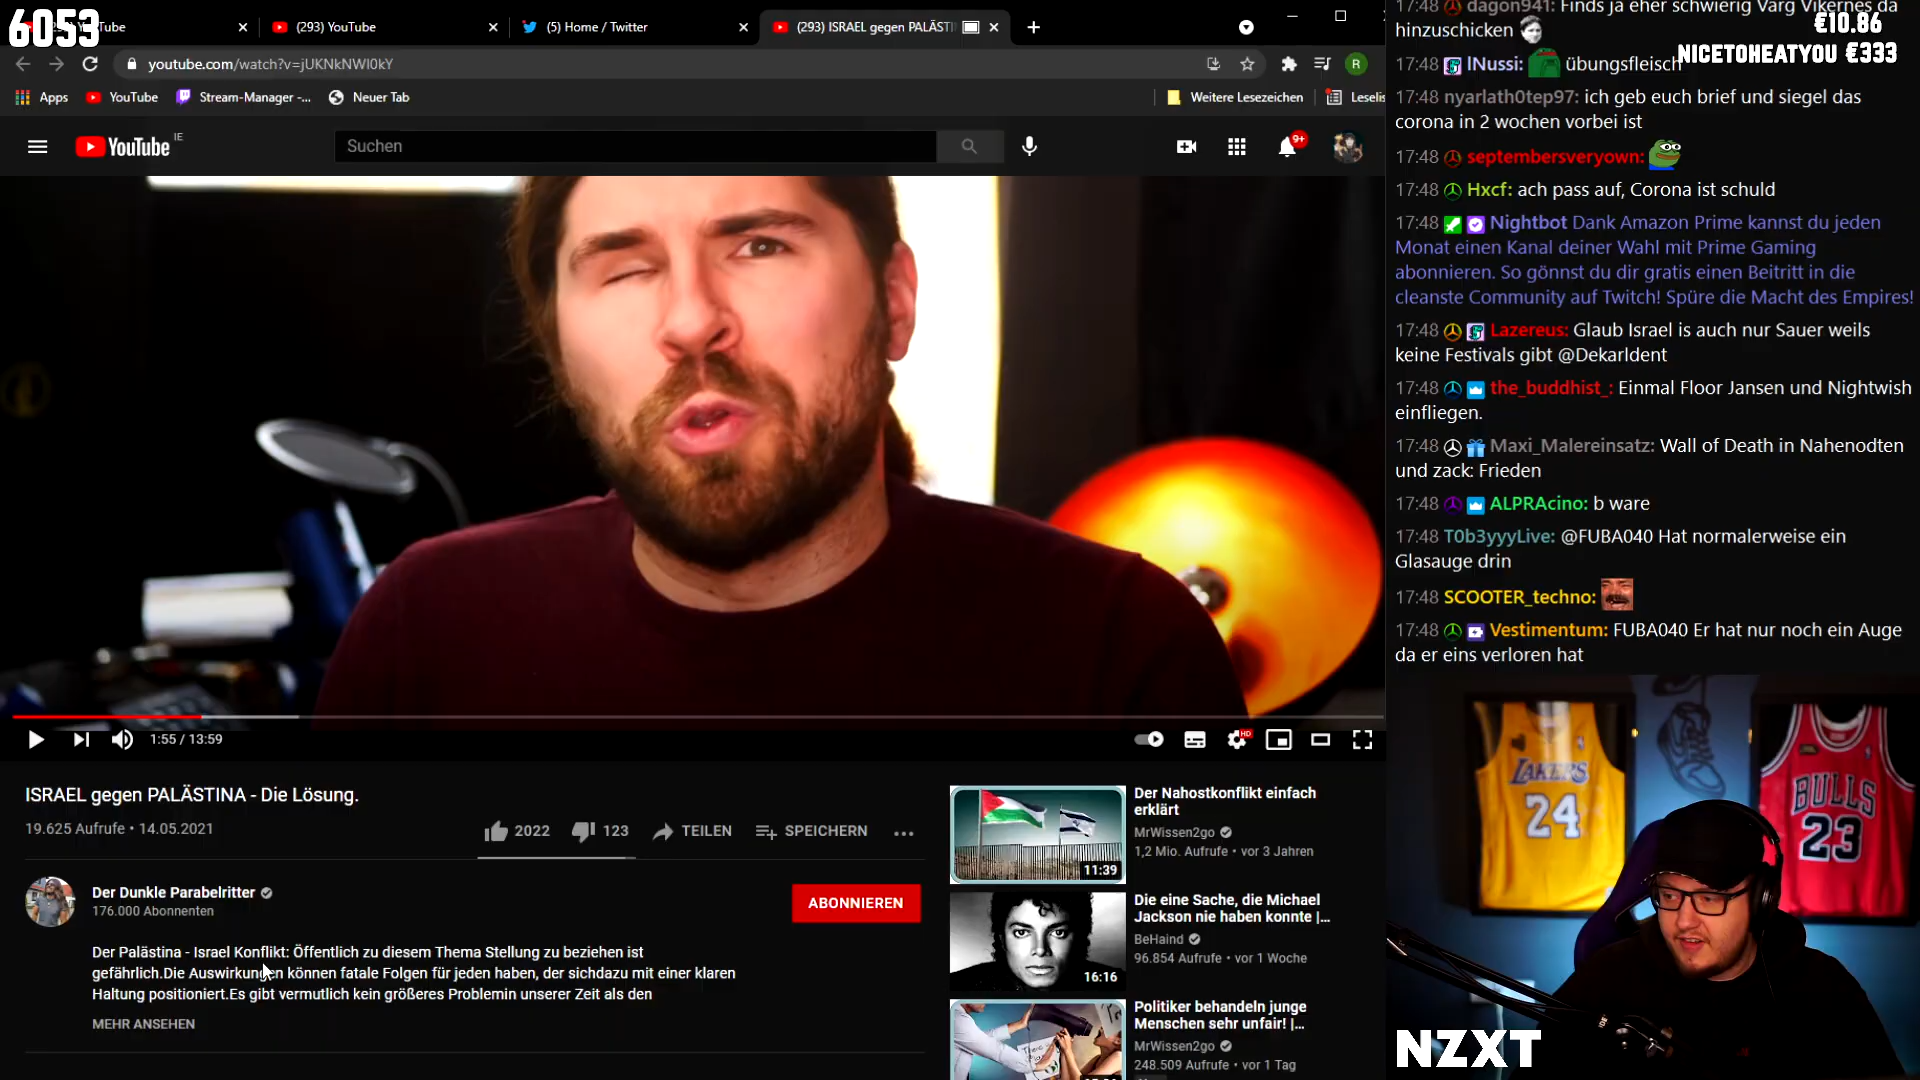 6053
(293) YouTube
(5) Home / Twitter
(293) ISRAEL gegen PALÄSTI
youtube.com/watch?v=jUKNkNWI0kY
R
Apps
YouTube
Stream-Manager -...
Neuer Tab
Weitere Lesezeichen
YouTube
IE
Suchen
9+
1:55 / 13:59
HD
ISRAEL gegen PALÄSTINA - Die Lösung.
19.625 Aufrufe • 14.05.2021
2022
123
TEILEN
SPEICHERN
Der Dunkle Parabelritter
176.000 Abonnenten
ABONNIEREN
Der Palästina - Israel Konflikt: Öffentlich zu diesem Thema Stellung zu beziehen ist
gefährlich.Die Auswirkungen können fatale Folgen für jeden haben, der sichdazu mit einer klaren
Haltung positioniert.Es gibt vermutlich kein größeres Problemin unserer Zeit als den
MEHR ANSEHEN
11:39
Der Nahostkonflikt einfach
erklärt
MrWissen2go
1,2 Mio. Aufrufe • vor 3 Jahren
16:16
Die eine Sache, die Michael
Jackson nie haben konnte |...
BeHaind
96.854 Aufrufe • vor 1 Woche
Politiker behandeln junge
Menschen sehr unfair! |...
MrWissen2go
248.509 Aufrufe • vor 1 Tag
17:48 dagon941: Finds ja eher schwierig Varg Vikernes da
hinzuschicken
€10.86
NICETOHEATYOU €333
17:48 lNussi: übungsfleisch
17:48 nyarlath0tep97: ich geb euch brief und siegel das
corona in 2 wochen vorbei ist
17:48 septembersveryown:
17:48 Hxcf: ach pass auf, Corona ist schuld
17:48 Nightbot Dank Amazon Prime kannst du jeden
Monat einen Kanal deiner Wahl mit Prime Gaming
abonnieren. So gönnst du dir gratis einen Beitritt in die
cleanste Community auf Twitch! Spüre die Macht des Empires!
17:48 Lazereus: Glaub Israel is auch nur Sauer weils
keine Festivals gibt @Dekarldent
17:48 the_buddhist_: Einmal Floor Jansen und Nightwish
einfliegen.
17:48 Maxi_Malereinsatz: Wall of Death in Nahenodten
und zack: Frieden
17:48 ALPRAcino: b ware
17:48 T0b3yyyLive: @FUBA040 Hat normalerweise ein
Glasauge drin
17:48 SCOOTER_techno:
17:48 Vestimentum: FUBA040 Er hat nur noch ein Auge
da er eins verloren hat
LAKERS
24
BULLS
23
NZXT